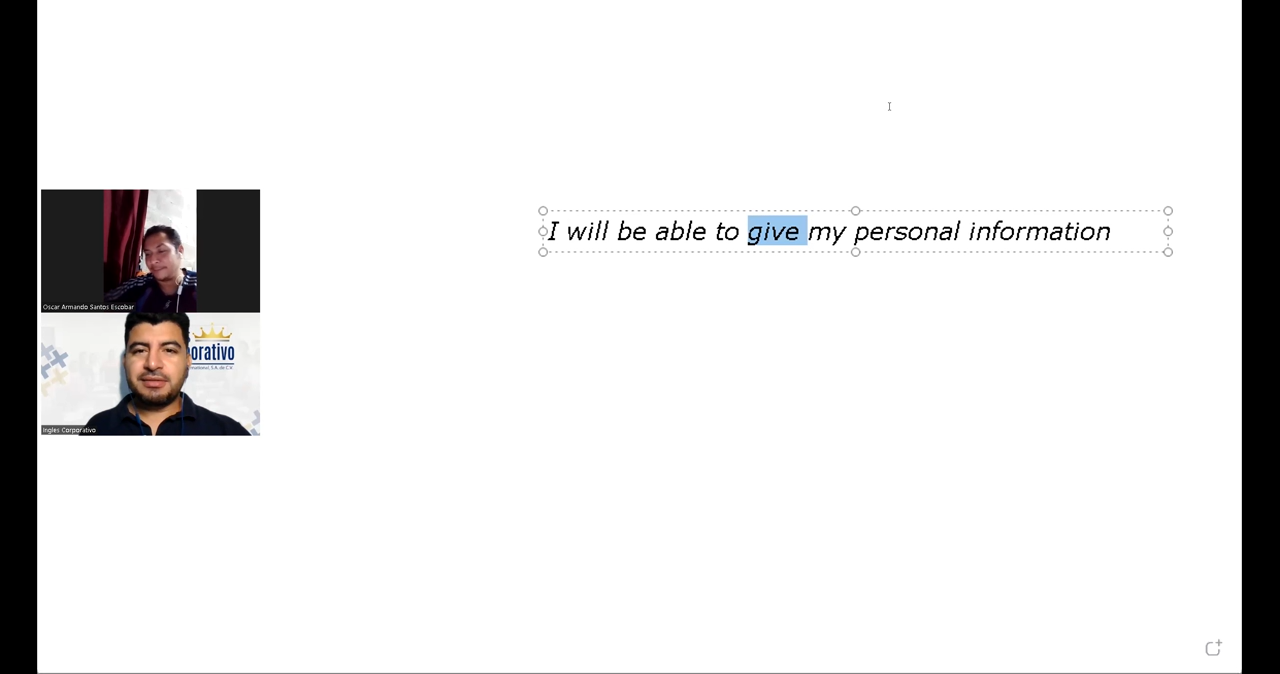 I will be able to give my personal information
Oscar Armando Santos Escobar
orativo
Ingles Corporativo